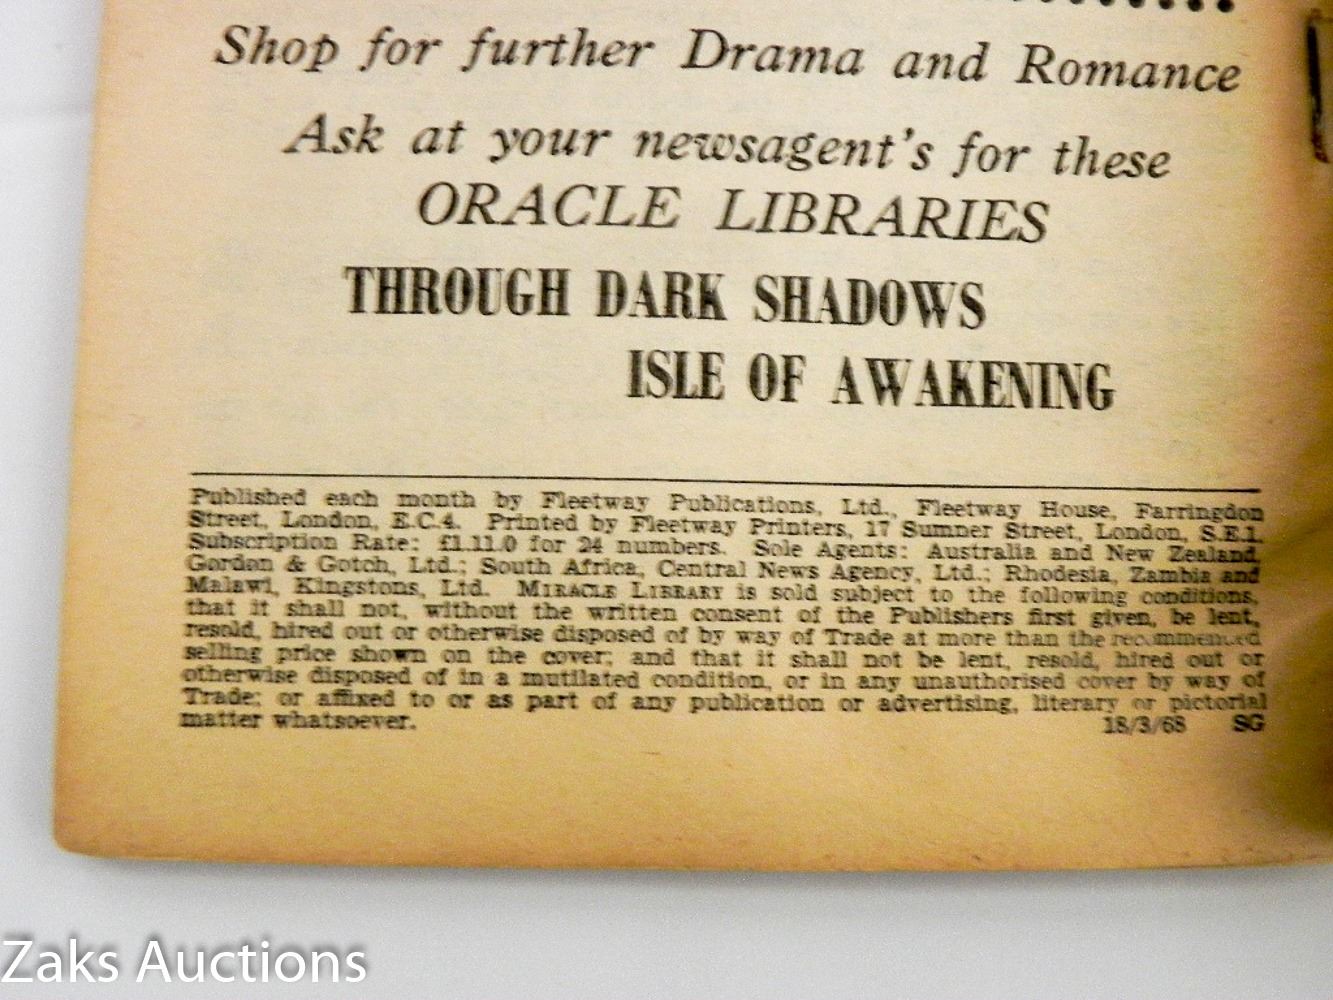 Shop for further Drama and Romance
Ask at your newsagent's for these
ORACLE LIBRARIES
THROUGH DARK SHADOWS
ISLE OF AWAKENING
Published each month by Fleetway Publications, Ltd., Fleetway House, Farringdon
Street, London, E.C.4. Printed by Fleetway Printers, 17 Sumner Street, London, S.E.1.
Subscription Rate: £1.11.0 for 24 numbers. Sole Agents: Australia and New Zealand,
Gordon & Gotch, Ltd.; South Africa, Central News Agency, Ltd.; Rhodesia, Zambia and
Malawi, Kingstons, Ltd. MIRACLE LIBRARY is sold subject to the following conditions,
that it shall not, without the written consent of the Publishers first given, be lent,
resold, hired out or otherwise disposed of by way of Trade at more than the recommended
selling price shown on the cover; and that it shall not be lent, resold, hired out or
otherwise disposed of in a mutilated condition, or in any unauthorised cover by way of
Trade; or affixed to or as part of any publication or advertising, literary or pictorial
matter whatsoever. 18/3/68 SG
Zaks Auctions